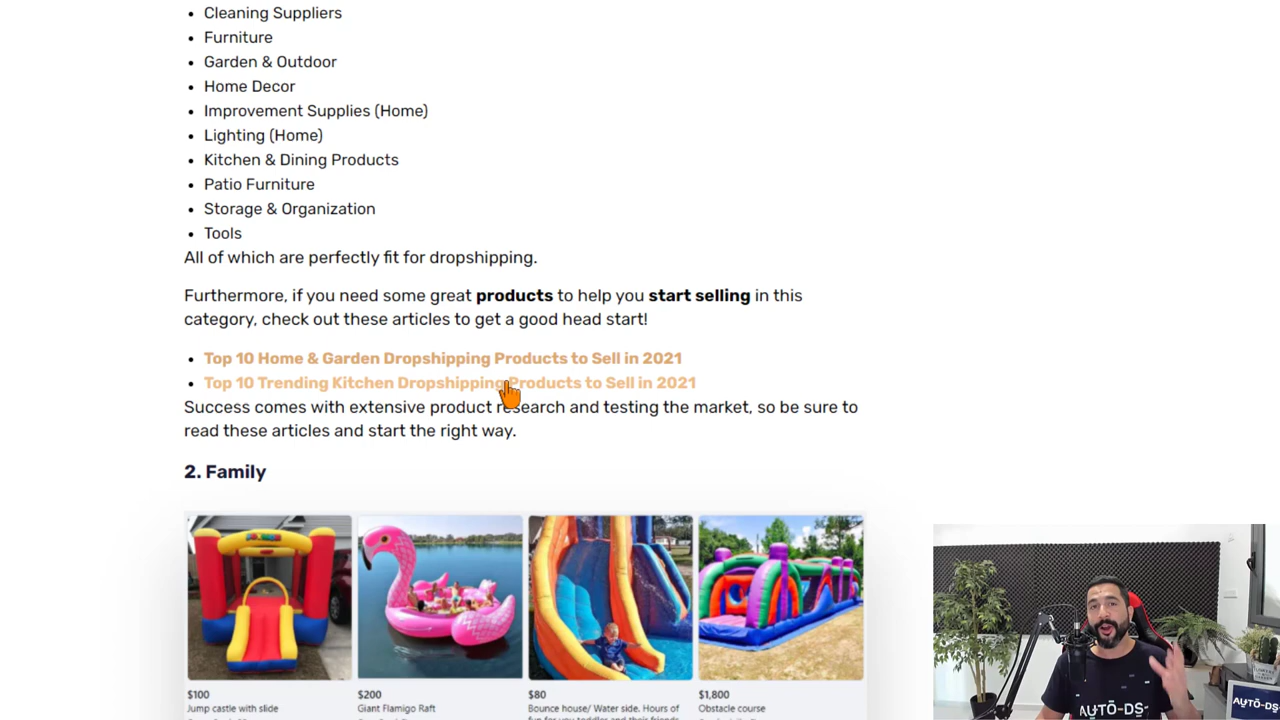 Cleaning Suppliers
Furniture
Garden & Outdoor
Home Decor
Improvement Supplies (Home)
Lighting (Home)
Kitchen & Dining Products
Patio Furniture
Storage & Organization
Tools
All of which are perfectly fit for dropshipping.
Furthermore, if you need some great products to help you start selling in this
category, check out these articles to get a good head start!
Top 10 Home & Garden Dropshipping Products to Sell in 2021
Top 10 Trending Kitchen Dropshipping Products to Sell in 2021
Success comes with extensive product research and testing the market, so be sure to
read these articles and start the right way.
2. Family
$100 $200 $80 $1,800
Jump castle with slide Giant Flamigo Raft Bounce house/ Water side. Hours of Obstacle course
AUTO-DS
AUTO-DS